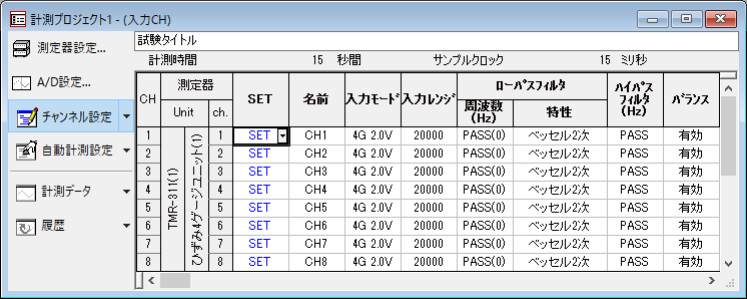 計測プロジェクト1 - (入力CH)
測定器設定...
A/D設定...
チャンネル設定
自動計測設定
計測データ
履歴
試験タイトル
計測時間 15 秒間 サンプルクロック 15 ミリ秒
CH 測定器 SET 名前 入力モード 入力レンジ ローパスフィルタ ハイパスフィルタ(Hz) バランス
Unit ch. 周波数(Hz) 特性
TMR-311(1)
ひずみ4ゲージユニット(1)
1 1 SET CH1 4G 2.0V 20000 PASS(0) ベッセル2次 PASS 有効
2 2 SET CH2 4G 2.0V 20000 PASS(0) ベッセル2次 PASS 有効
3 3 SET CH3 4G 2.0V 20000 PASS(0) ベッセル2次 PASS 有効
4 4 SET CH4 4G 2.0V 20000 PASS(0) ベッセル2次 PASS 有効
5 5 SET CH5 4G 2.0V 20000 PASS(0) ベッセル2次 PASS 有効
6 6 SET CH6 4G 2.0V 20000 PASS(0) ベッセル2次 PASS 有効
7 7 SET CH7 4G 2.0V 20000 PASS(0) ベッセル2次 PASS 有効
8 8 SET CH8 4G 2.0V 20000 PASS(0) ベッセル2次 PASS 有効